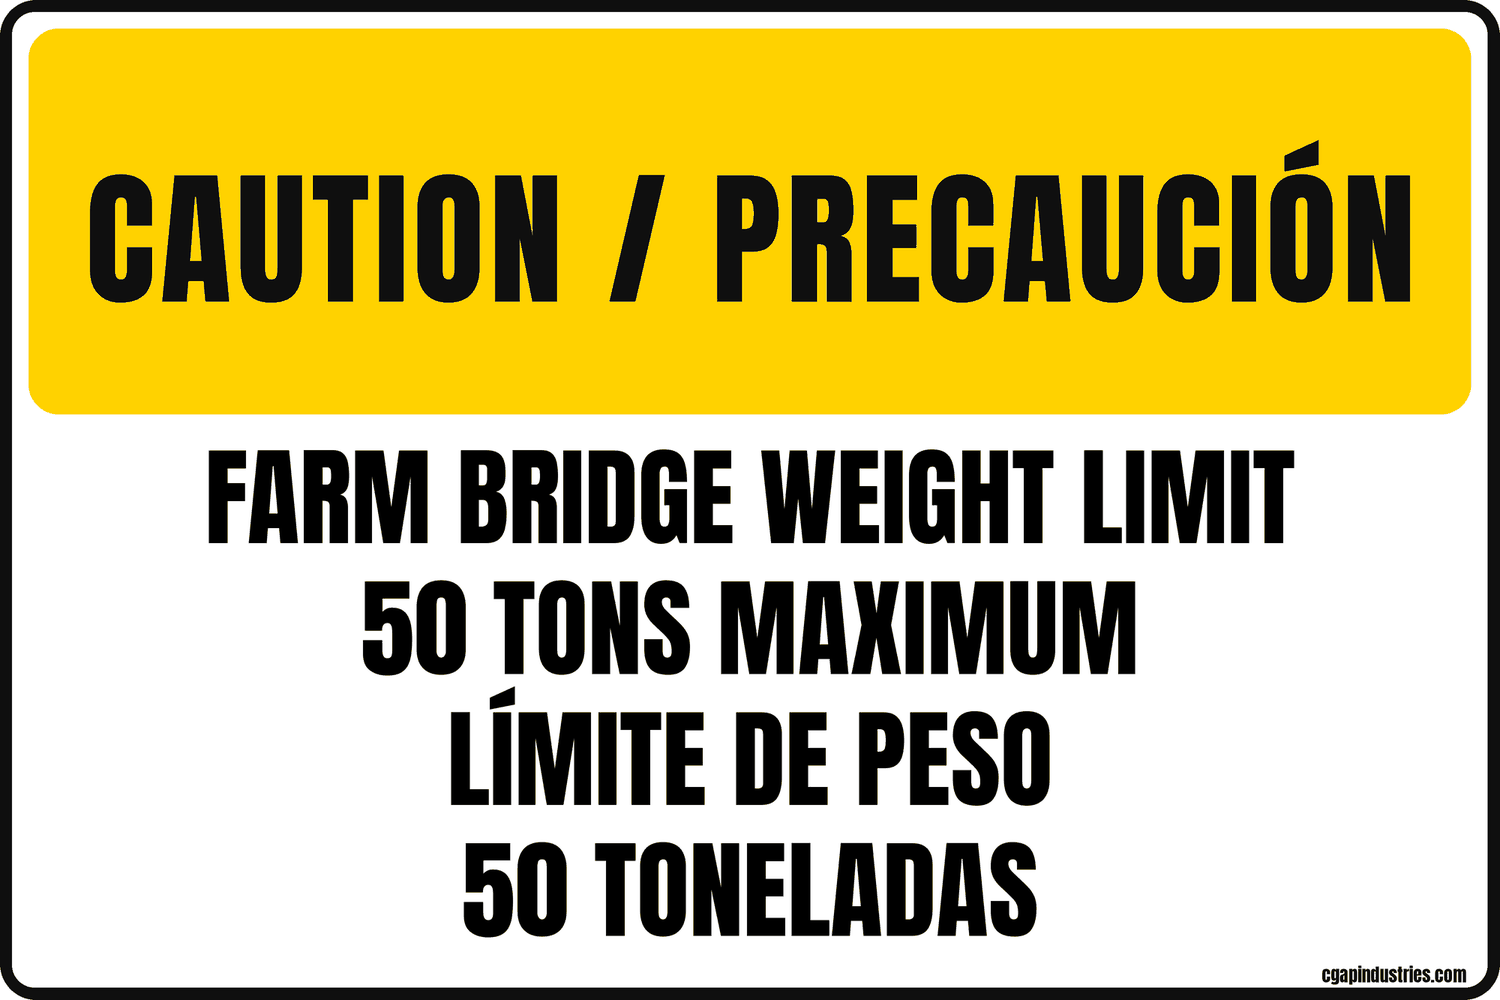 CAUTION / PRECAUCIÓN
FARM BRIDGE WEIGHT LIMIT
50 TONS MAXIMUM
LÍMITE DE PESO
50 TONELADAS
cgapindustries.com